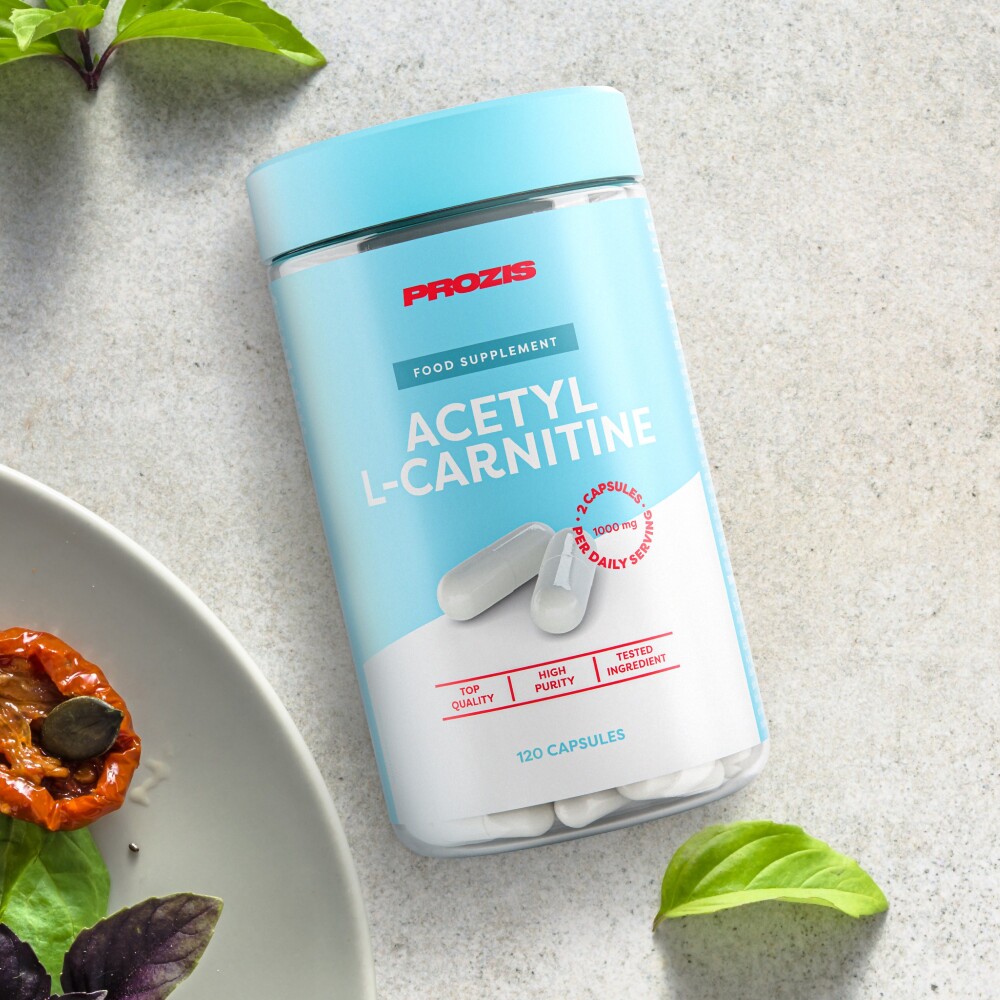 PROZIS
FOOD SUPPLEMENT
ACETYL
L-CARNITINE
• 2 CAPSULES •
1000 mg
PER DAILY SERVING
TOP
QUALITY
HIGH
PURITY
TESTED
INGREDIENT
120 CAPSULES